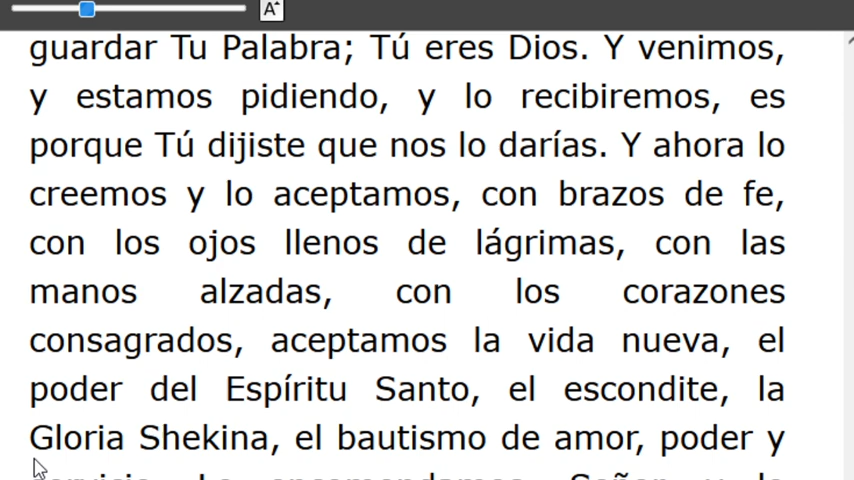 A
guardar Tu Palabra; Tú eres Dios. Y venimos,
y estamos pidiendo, y lo recibiremos, es
porque Tú dijiste que nos lo darías. Y ahora lo
creemos y lo aceptamos, con brazos de fe,
con los ojos llenos de lágrimas, con las
manos alzadas, con los corazones
consagrados, aceptamos la vida nueva, el
poder del Espíritu Santo, el escondite, la
Gloria Shekina, el bautismo de amor, poder y